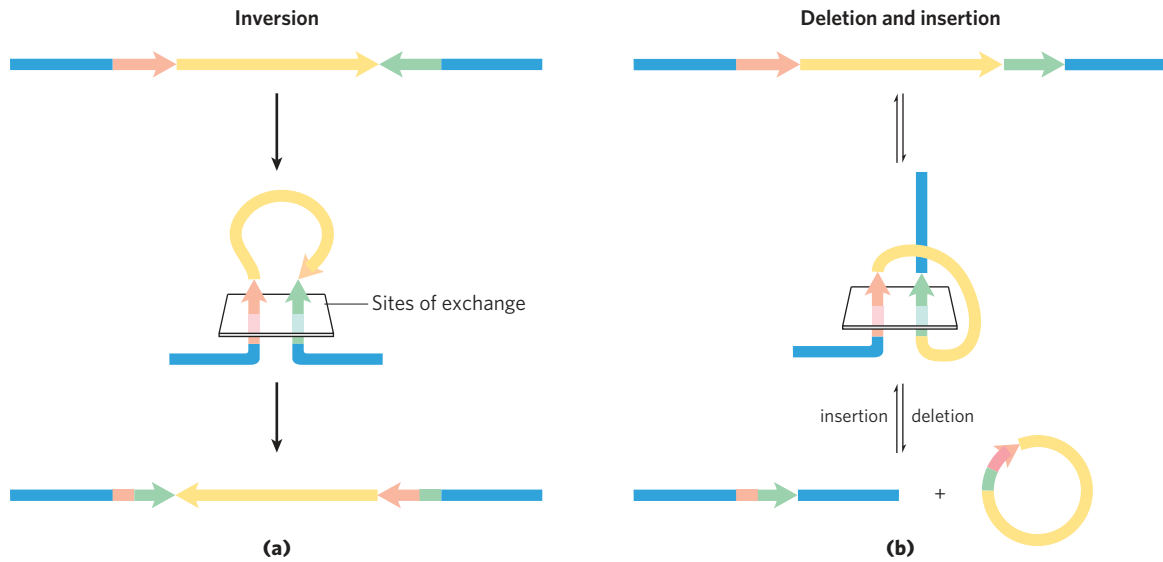 Inversion
Deletion and insertion
Sites of exchange
insertion
deletion
+
(a)
(b)